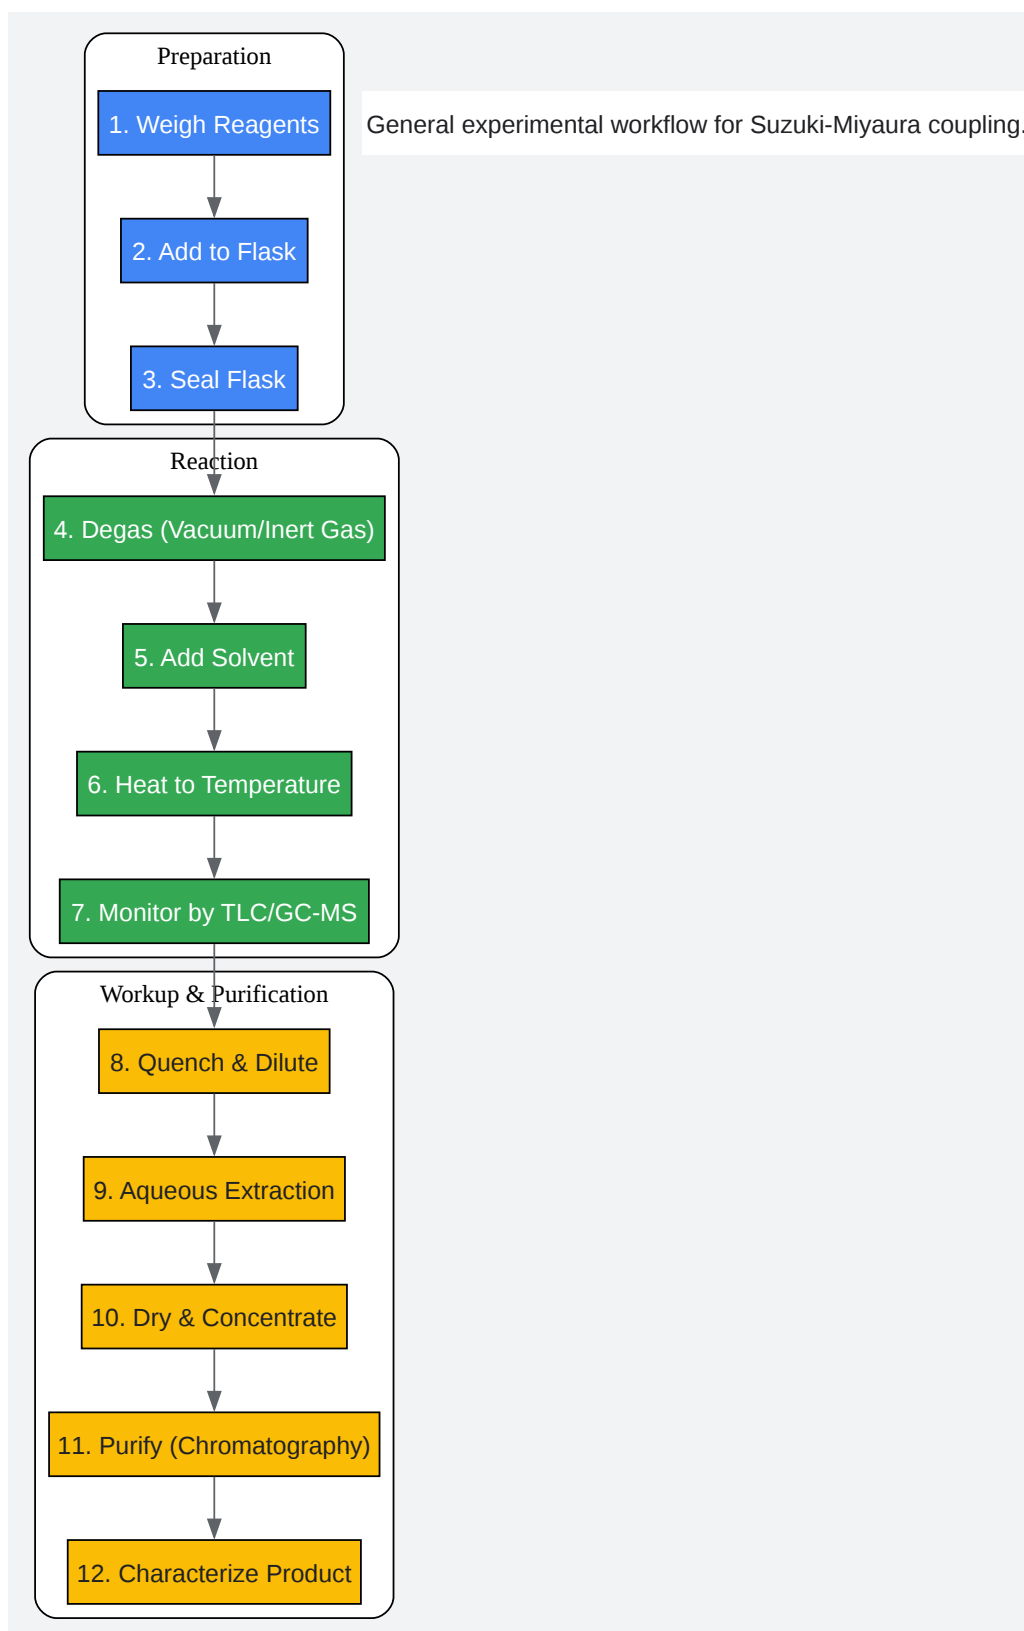 Preparation
1. Weigh Reagents
General experimental workflow for Suzuki-Miyaura coupling.
2. Add to Flask
3. Seal Flask
Reaction
4. Degas (Vacuum/Inert Gas)
5. Add Solvent
6. Heat to Temperature
7. Monitor by TLC/GC-MS
Workup & Purification
8. Quench & Dilute
9. Aqueous Extraction
10. Dry & Concentrate
11. Purify (Chromatography)
12. Characterize Product